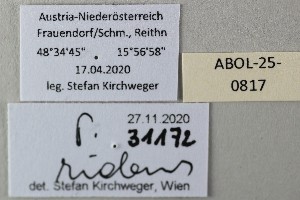 Austria-Niederösterreich
Frauendorf/Schm., Reithn
48°34'45" . 15°56'58"
17.04.2020
leg. Stefan Kirchweger
ABOL-25-
0817
27.11.2020
31172
ridens
det. Stefan Kirchweger, Wien